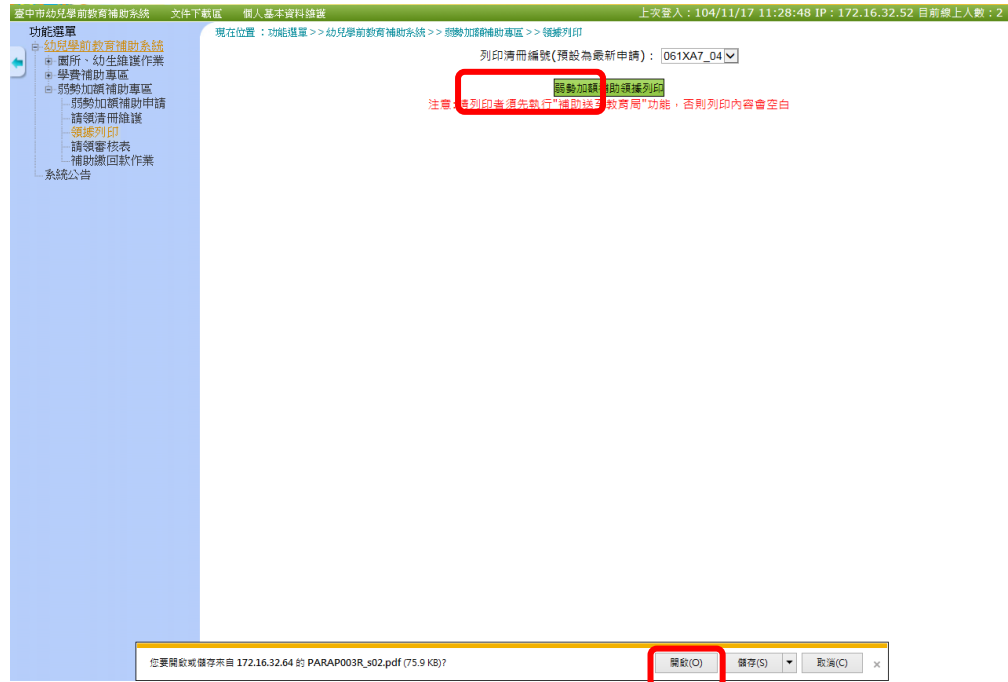 臺中市幼兒學前教育補助系統 文件下載區 個人基本資料維護 上次登入：104/11/17 11:28:48 IP：172.16.32.52 目前線上人數：2
功能選單
幼兒學前教育補助系統
園所、幼生維護作業
學費補助專區
弱勢加額補助專區
弱勢加額補助申請
請領清冊維護
領據列印
請領審核表
補助繳回款作業
系統公告
現在位置：功能選單>>幼兒學前教育補助系統>>弱勢加額補助專區>>領據列印
列印清冊編號(預設為最新申請)： 061XA7_04
弱勢加額補助領據列印
注意:請列印者須先執行"補助送至教育局"功能，否則列印內容會空白
您要開啟或儲存來自 172.16.32.64 的 PARAP003R_s02.pdf (75.9 KB)?
開啟(O) 儲存(S) 取消(C) ×